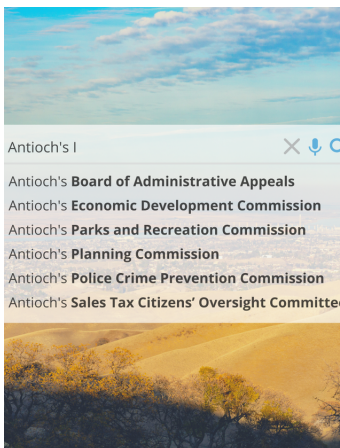 Antioch's I
Antioch's Board of Administrative Appeals
Antioch's Economic Development Commission
Antioch's Parks and Recreation Commission
Antioch's Planning Commission
Antioch's Police Crime Prevention Commission
Antioch's Sales Tax Citizens’ Oversight Committee